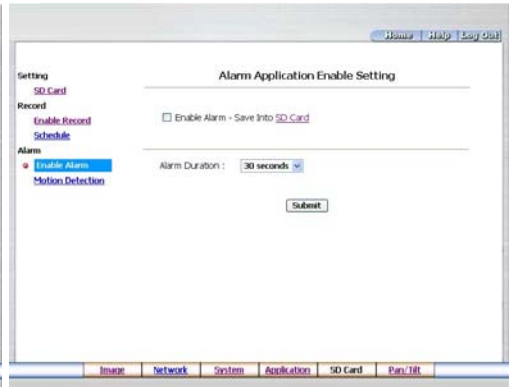 Home Help Log Out
Setting
SD Card
Record
Enable Record
Schedule
Alarm
Enable Alarm
Motion Detection
Alarm Application Enable Setting
Enable Alarm - Save Into SD Card
Alarm Duration : 30 seconds
Submit
Image Network System Application SD Card Pan/Tilt